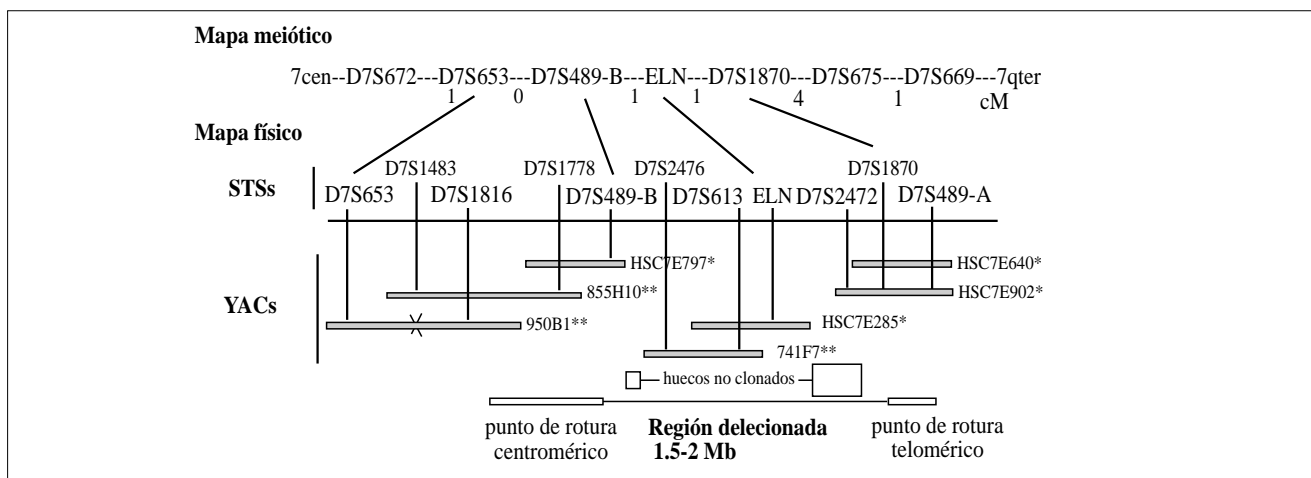 Mapa meiótico
7cen--D7S672---D7S653---D7S489-B---ELN---D7S1870----D7S675---D7S669---7qter
1 0 1 1 4 1 cM
Mapa físico
D7S1483 D7S1778 D7S2476 D7S1870
STSs
D7S653 D7S1816 D7S489-B D7S613 ELN D7S2472 D7S489-A
HSC7E797* HSC7E640*
855H10** HSC7E902*
YACs
950B1** HSC7E285*
741F7**
huecos no clonados
punto de rotura centromérico
Región delecionada
1.5-2 Mb
punto de rotura telomérico